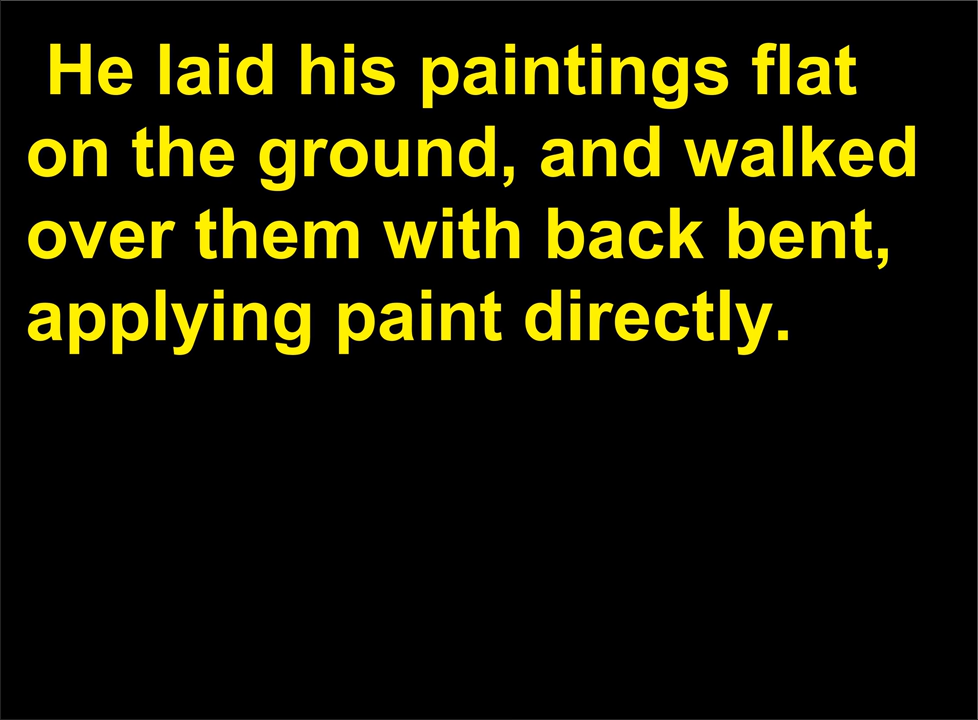 He laid his paintings flat
on the ground, and walked
over them with back bent,
applying paint directly.